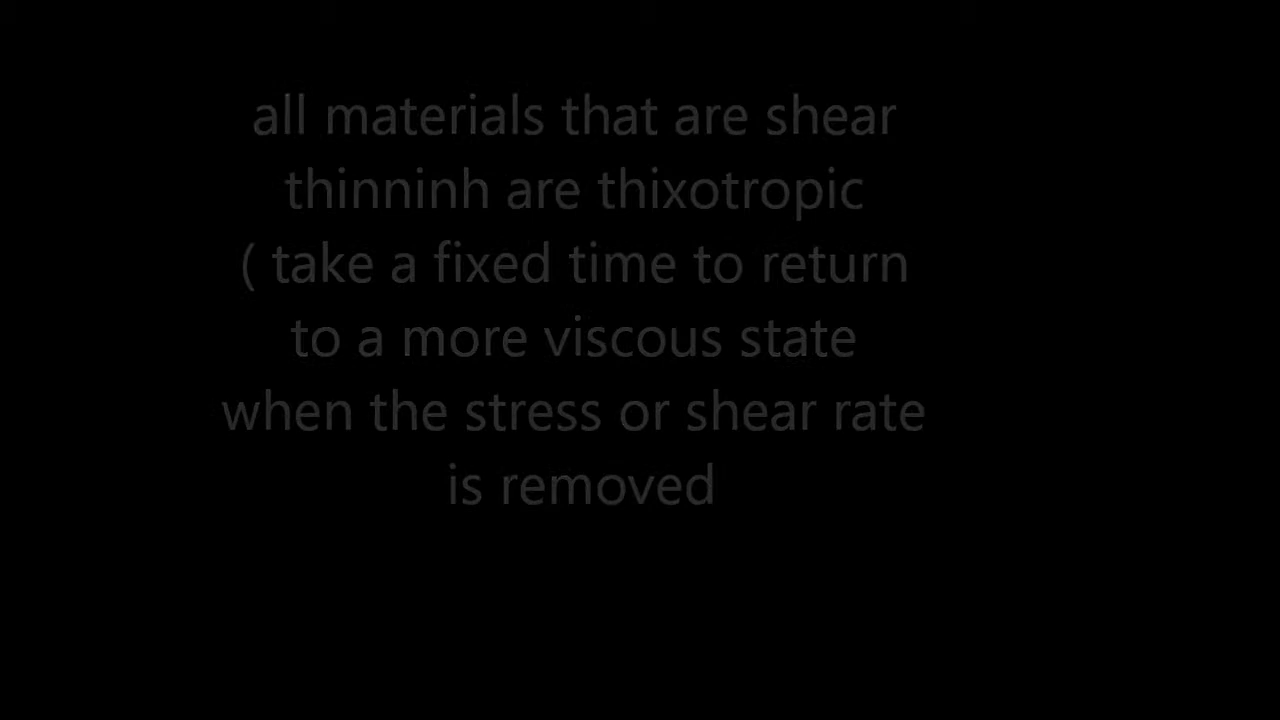 all materials that are shear
thinninh are thixotropic
( take a fixed time to return
to a more viscous state
when the stress or shear rate
is removed